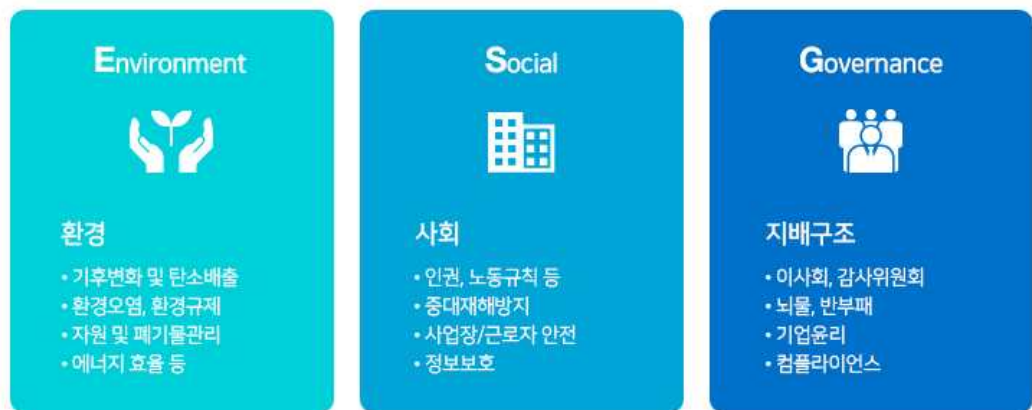 Environment
환경
• 기후변화 및 탄소배출
• 환경오염, 환경규제
• 자원 및 폐기물관리
• 에너지 효율 등
Social
사회
• 인권, 노동규칙 등
• 중대재해방지
• 사업장/근로자 안전
• 정보보호
Governance
지배구조
• 이사회, 감사위원회
• 뇌물, 반부패
• 기업윤리
• 컴플라이언스